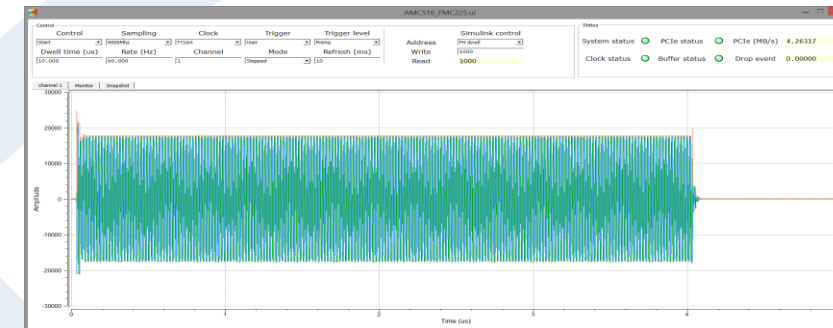 AMC516_FMC225.ui
Control
Control Sampling Clock Trigger Trigger level Simulink control
Start 4000Mhz TCLKA User Rising Address FH dwell
Dwell time (us) Rate (Hz) Channel Mode Refresh (ms) Write 1000
10.000 60.000 1 Stepped 10 Read 1000
Status
System status PCIe status PCIe (MB/s) 4.26317
Clock status Buffer status Drop event 0.00000
channel 1 Monitor Snapshot
30000
20000
10000
0
-10000
-20000
-30000
Amplitude
0 1 2 3 4
Time (us)